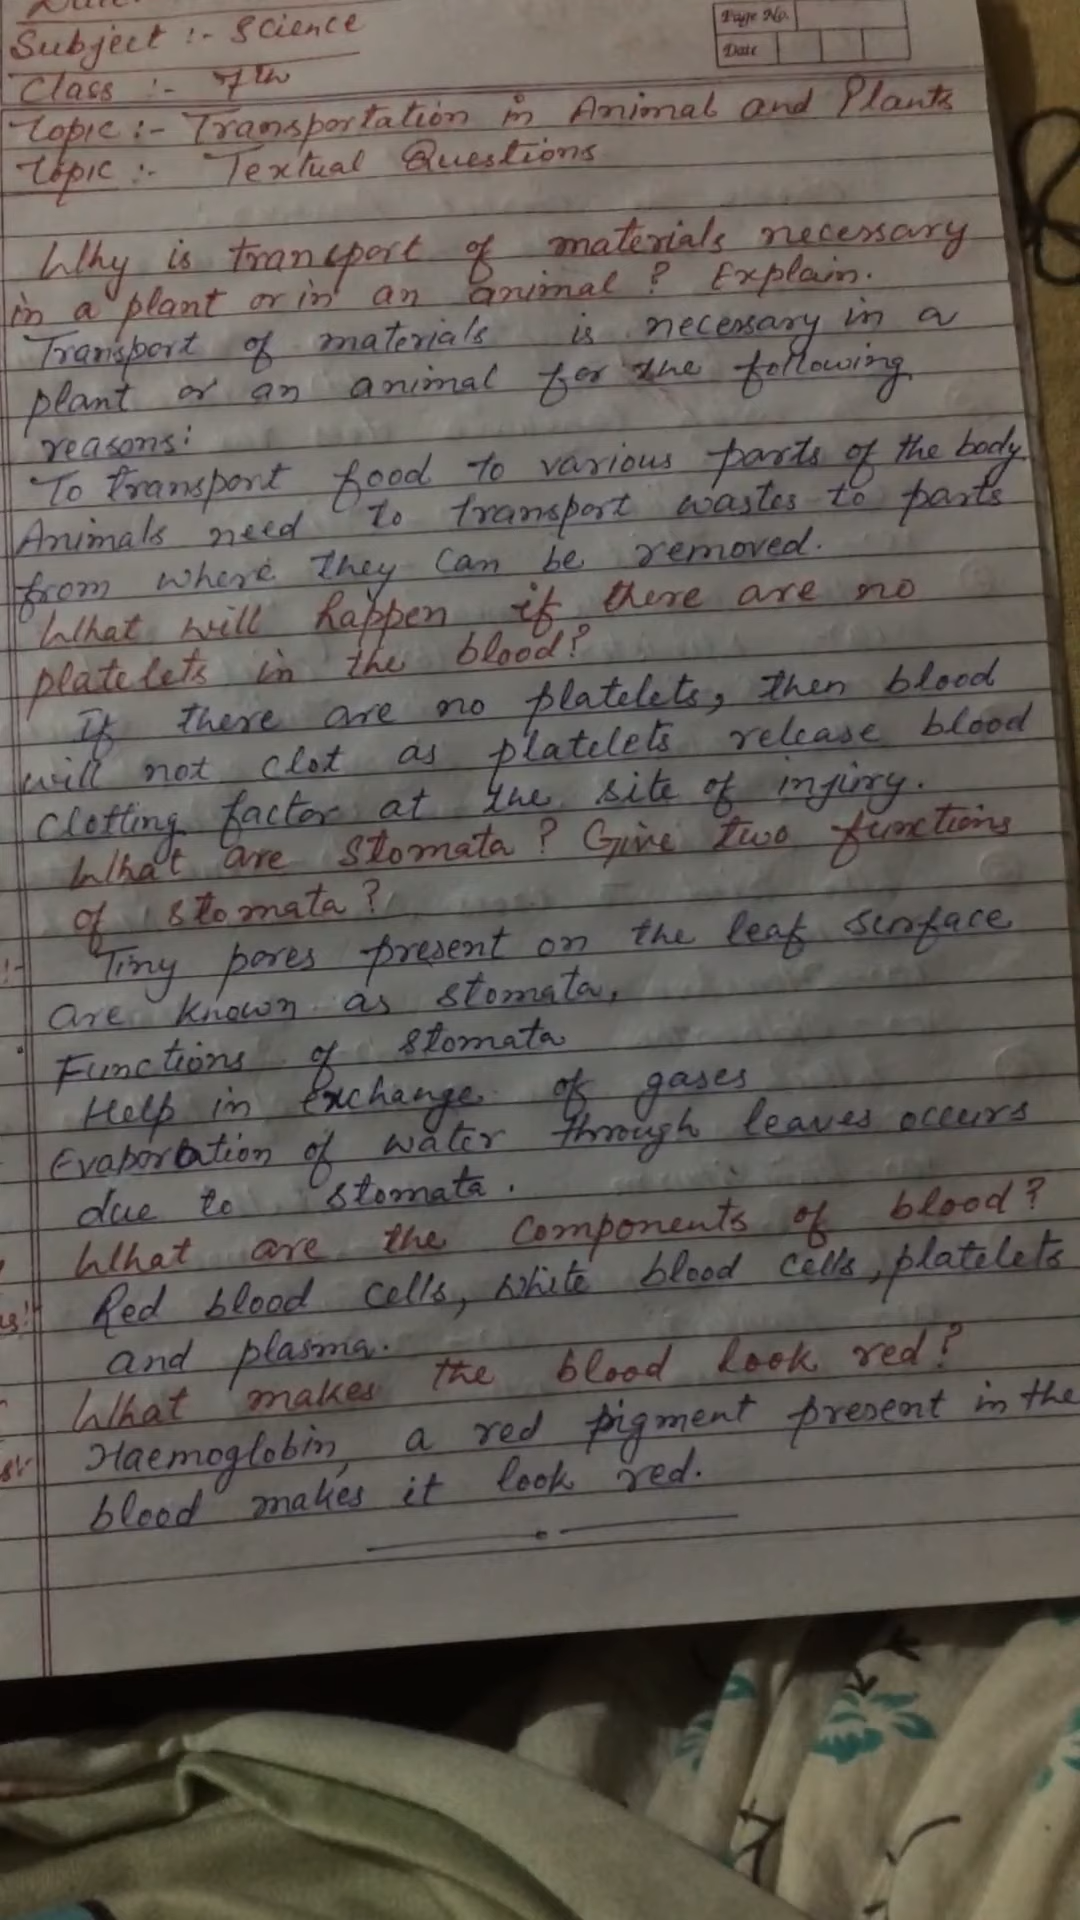 Subject :- Science
Page No.
Date
Class :- 7th
Topic :- Transportation in Animal and Plants
Topic :- Textual Questions
Why is transport of materials necessary
in a plant or in an animal ? Explain.
Transport of materials is necessary in a
plant or an animal for the following
reasons:
To transport food to various parts of the body
Animals need to transport wastes to parts
from where they can be removed.
What will happen if there are no
platelets in the blood?
If there are no platelets, then blood
will not clot as platelets release blood
clotting factor at the site of injury.
What are stomata ? Give two functions
of stomata ?
Tiny pores present on the leaf surface
are known as stomata,
Functions of stomata
Help in exchange of gases
Evaporation of water through leaves occurs
due to stomata.
What are the components of blood?
Red blood cells, white blood cells, platelets
and plasma.
What makes the blood look red?
Haemoglobin, a red pigment present in the
blood makes it look red.